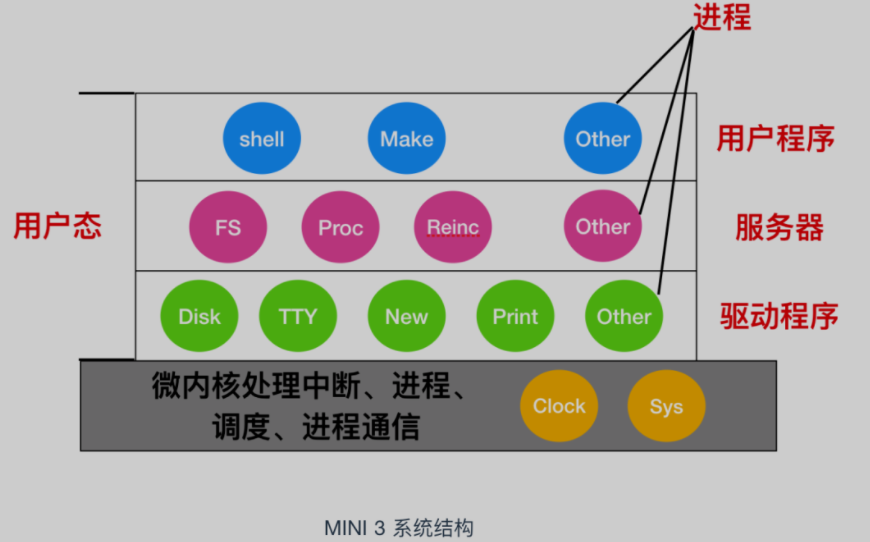 进程
shell Make Other 用户程序
用户态 FS Proc Reinc Other 服务器
Disk TTY New Print Other 驱动程序
微内核处理中断、进程、
调度、进程通信
Clock Sys
MINI 3 系统结构